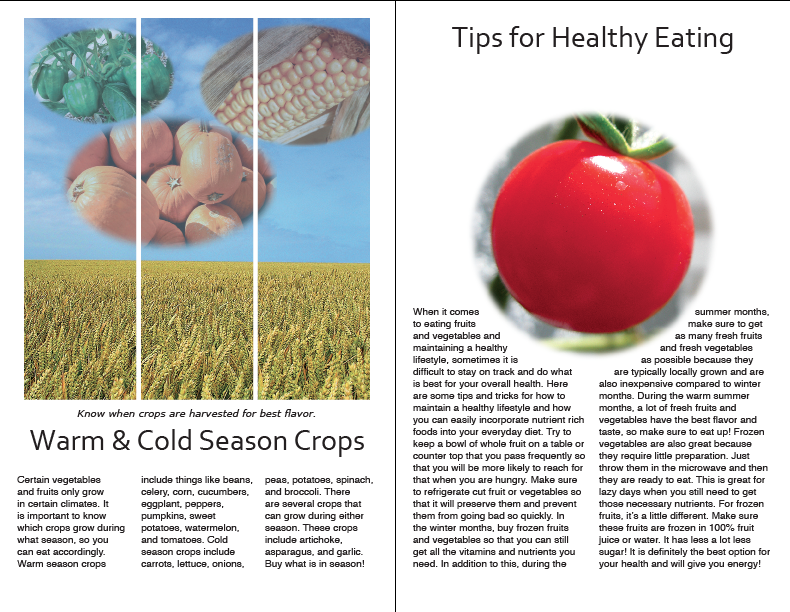 Know when crops are harvested for best flavor.
Warm & Cold Season Crops
Certain vegetables
and fruits only grow
in certain climates. It
is important to know
which crops grow during
what season, so you
can eat accordingly.
Warm season crops
include things like beans,
celery, corn, cucumbers,
eggplant, peppers,
pumpkins, sweet
potatoes, watermelon,
and tomatoes. Cold
season crops include
carrots, lettuce, onions,
peas, potatoes, spinach,
and broccoli. There
are several crops that
can grow during either
season. These crops
include artichoke,
asparagus, and garlic.
Buy what is in season!
Tips for Healthy Eating
When it comes
to eating fruits
and vegetables and
maintaining a healthy
lifestyle, sometimes it is
difficult to stay on track and do what
is best for your overall health. Here
are some tips and tricks for how to
maintain a healthy lifestyle and how
you can easily incorporate nutrient rich
foods into your everyday diet. Try to
keep a bowl of whole fruit on a table or
counter top that you pass frequently so
that you will be more likely to reach for
that when you are hungry. Make sure
to refrigerate cut fruit or vegetables so
that it will preserve them and prevent
them from going bad so quickly. In
the winter months, buy frozen fruits
and vegetables so that you can still
get all the vitamins and nutrients you
need. In addition to this, during the
summer months,
make sure to get
as many fresh fruits
and fresh vegetables
as possible because they
are typically locally grown and are
also inexpensive compared to winter
months. During the warm summer
months, a lot of fresh fruits and
vegetables have the best flavor and
taste, so make sure to eat up! Frozen
vegetables are also great because
they require little preparation. Just
throw them in the microwave and then
they are ready to eat. This is great for
lazy days when you still need to get
those necessary nutrients. For frozen
fruits, it's a little different. Make sure
these fruits are frozen in 100% fruit
juice or water. It has less a lot less
sugar! It is definitely the best option for
your health and will give you energy!